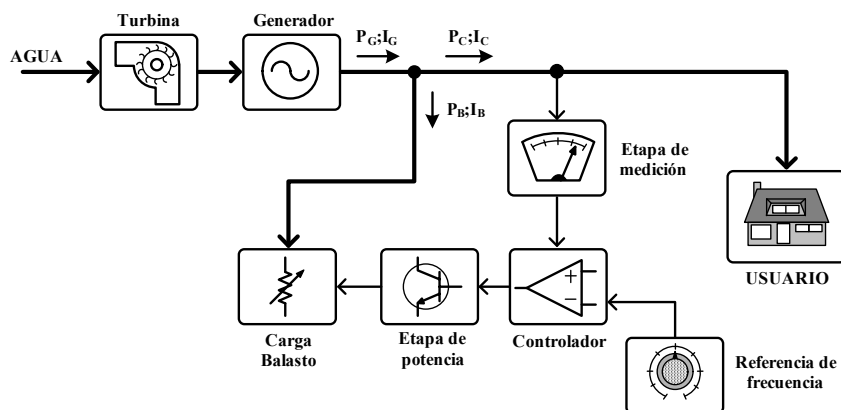 Turbina
Generador
AGUA
P_G;I_G
P_C;I_C
P_B;I_B
Etapa de
medición
USUARIO
Carga
Balasto
Etapa de
potencia
Controlador
+
−
Referencia de
frecuencia